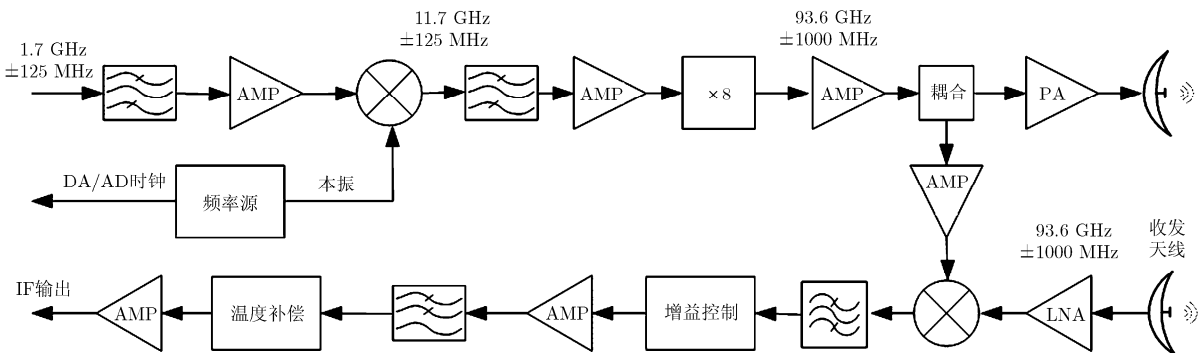 1.7 GHz
±125 MHz
AMP
11.7 GHz
±125 MHz
AMP
×8
93.6 GHz
±1000 MHz
AMP
耦合
PA
DA/AD时钟
频率源
本振
AMP
93.6 GHz
±1000 MHz
收发
天线
IF输出
AMP
温度补偿
AMP
增益控制
LNA